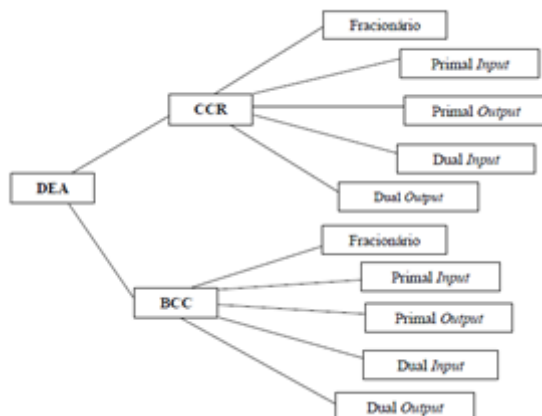 Fracionário
Primal Input
CCR
Primal Output
Dual Input
DEA
Dual Output
Fracionário
Primal Input
BCC
Primal Output
Dual Input
Dual Output